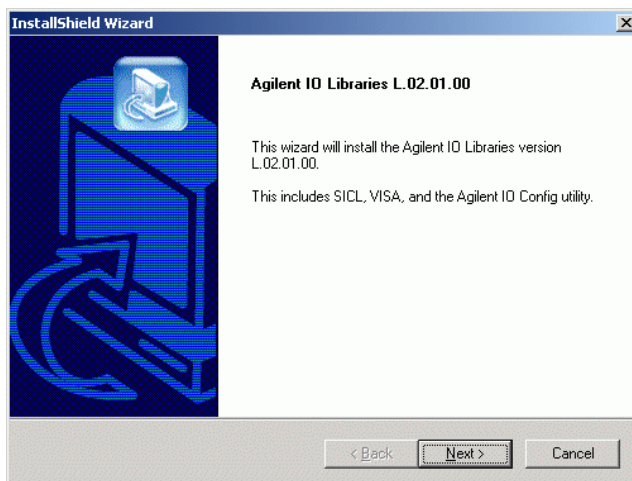 InstallShield Wizard
Agilent IO Libraries L.02.01.00
This wizard will install the Agilent IO Libraries version
L.02.01.00.
This includes SICL, VISA, and the Agilent IO Config utility.
< Back
Next >
Cancel